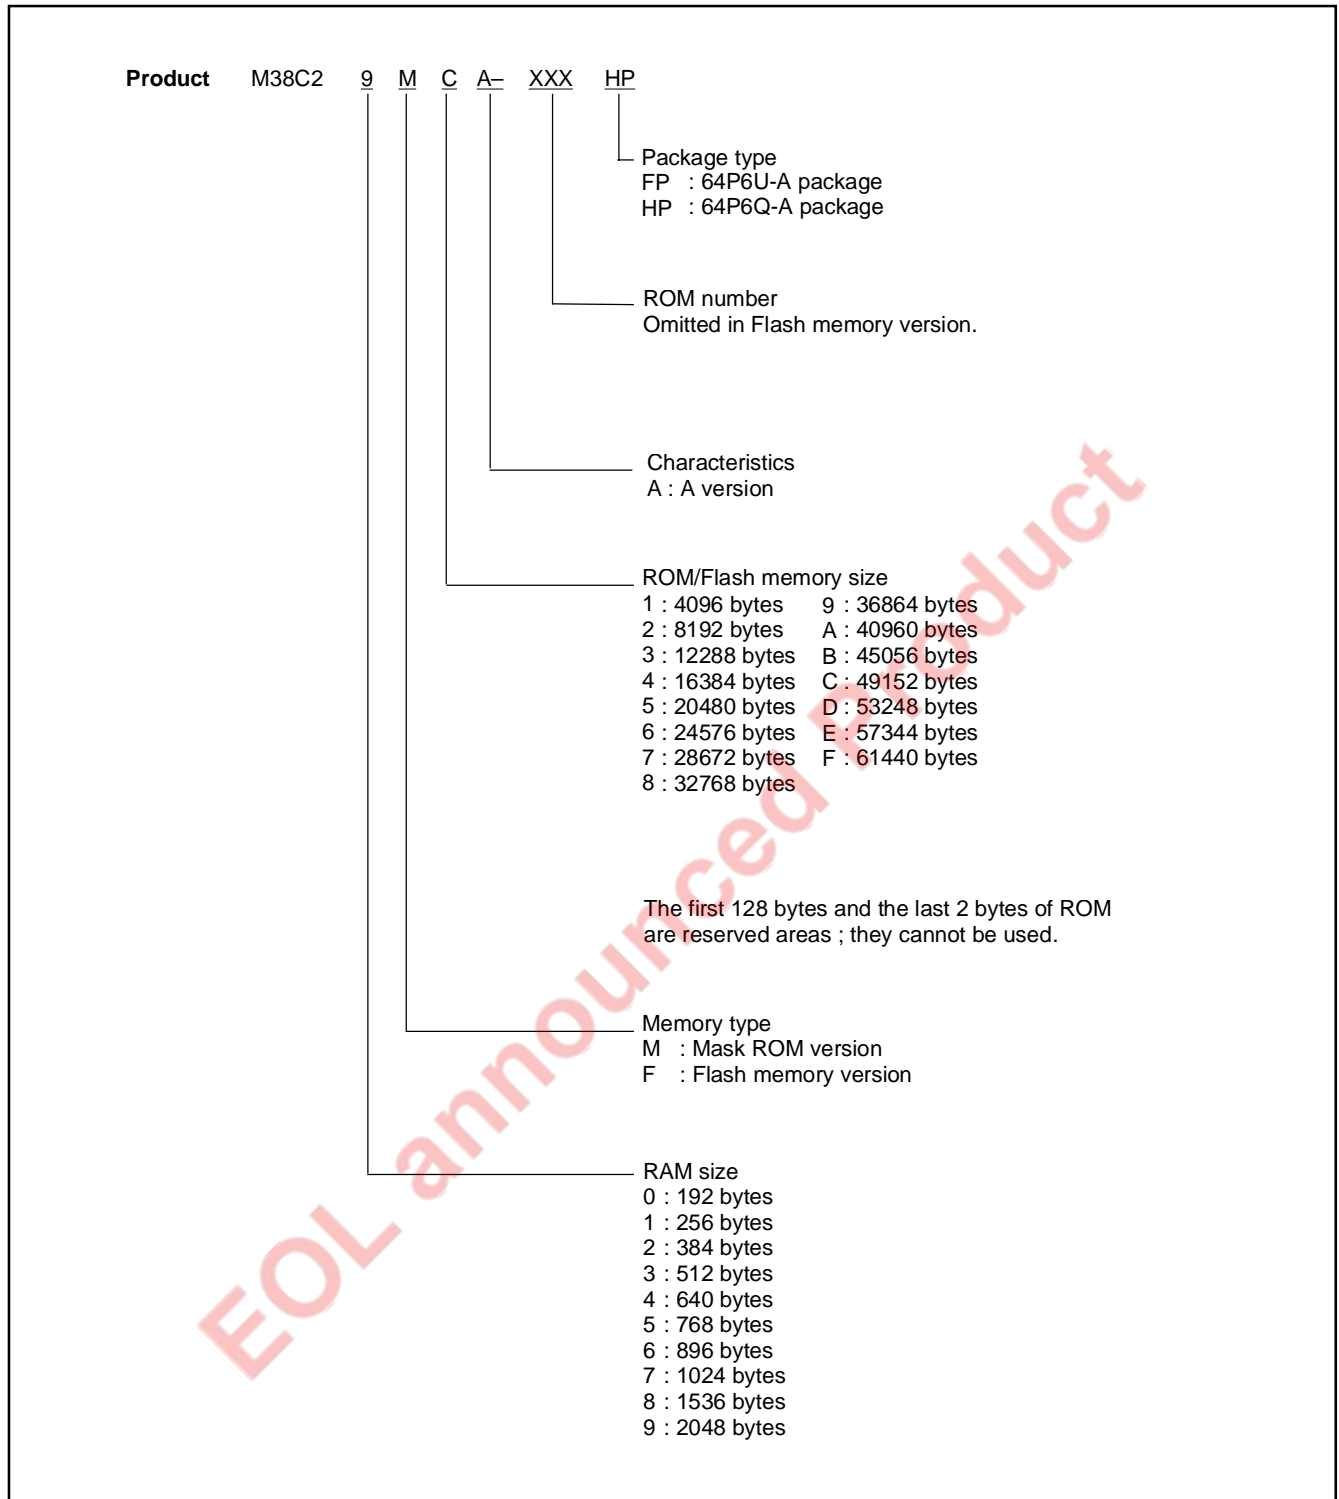 Product M38C2 9 M C A– XXX HP
Package type
FP : 64P6U-A package
HP : 64P6Q-A package
ROM number
Omitted in Flash memory version.
Characteristics
A : A version
ROM/Flash memory size
1 : 4096 bytes 9 : 36864 bytes
2 : 8192 bytes A : 40960 bytes
3 : 12288 bytes B : 45056 bytes
4 : 16384 bytes C : 49152 bytes
5 : 20480 bytes D : 53248 bytes
6 : 24576 bytes E : 57344 bytes
7 : 28672 bytes F : 61440 bytes
8 : 32768 bytes
The first 128 bytes and the last 2 bytes of ROM
are reserved areas ; they cannot be used.
Memory type
M : Mask ROM version
F : Flash memory version
RAM size
0 : 192 bytes
1 : 256 bytes
2 : 384 bytes
3 : 512 bytes
4 : 640 bytes
5 : 768 bytes
6 : 896 bytes
7 : 1024 bytes
8 : 1536 bytes
9 : 2048 bytes
EOL announced Product